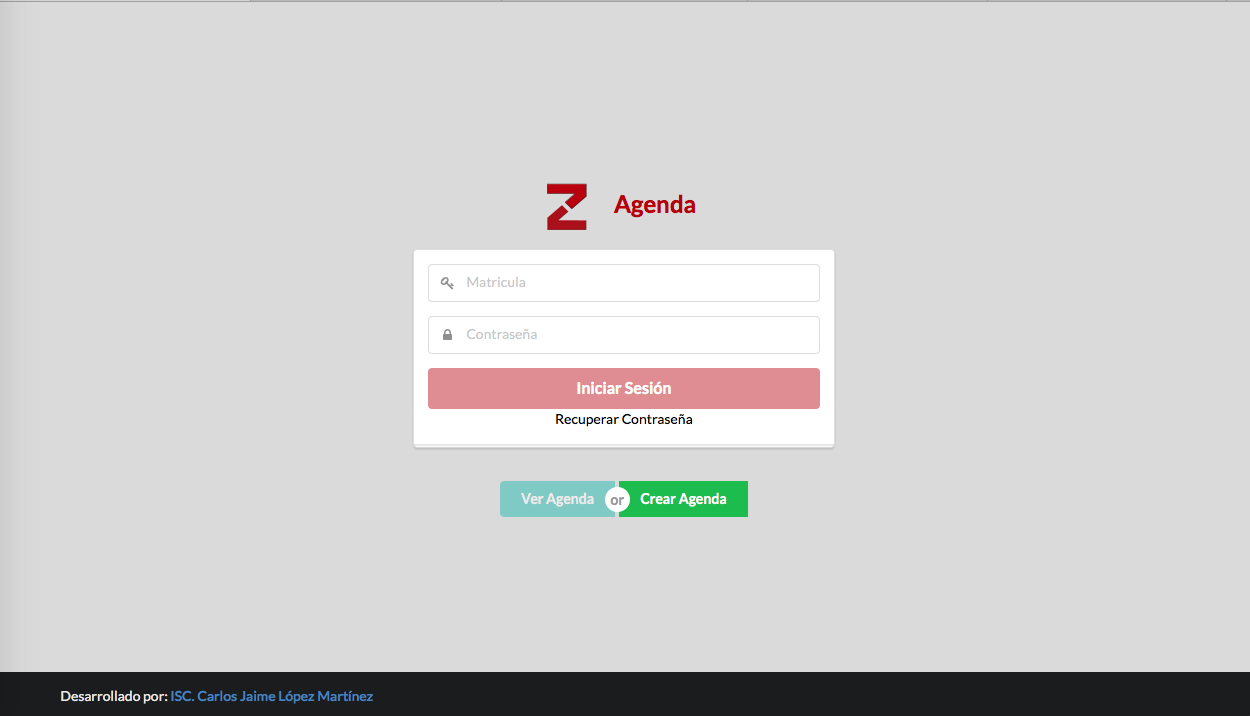 Z Agenda
Matricula
Contraseña
Iniciar Sesión
Recuperar Contraseña
Ver Agenda or Crear Agenda
Desarrollado por: ISC. Carlos Jaime López Martínez